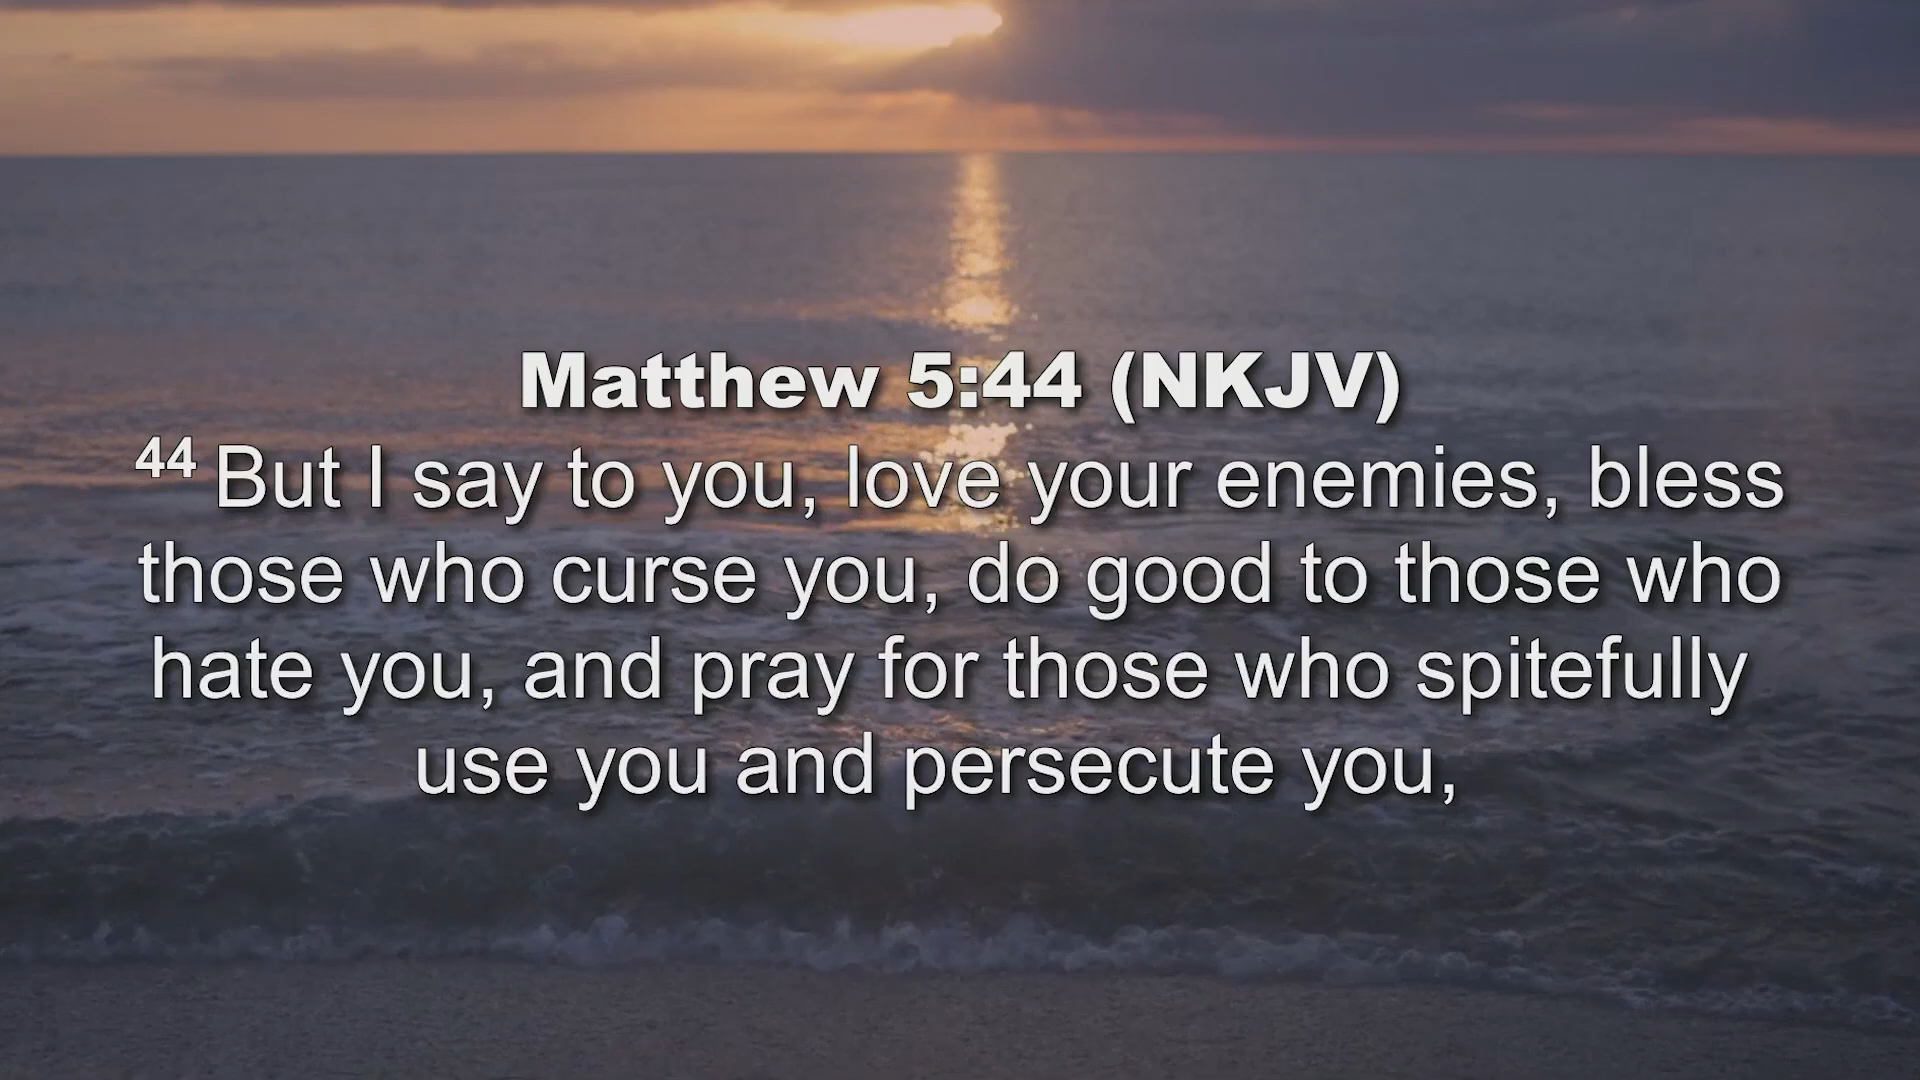 Matthew 5:44 (NKJV)
44 But I say to you, love your enemies, bless
those who curse you, do good to those who
hate you, and pray for those who spitefully
use you and persecute you,